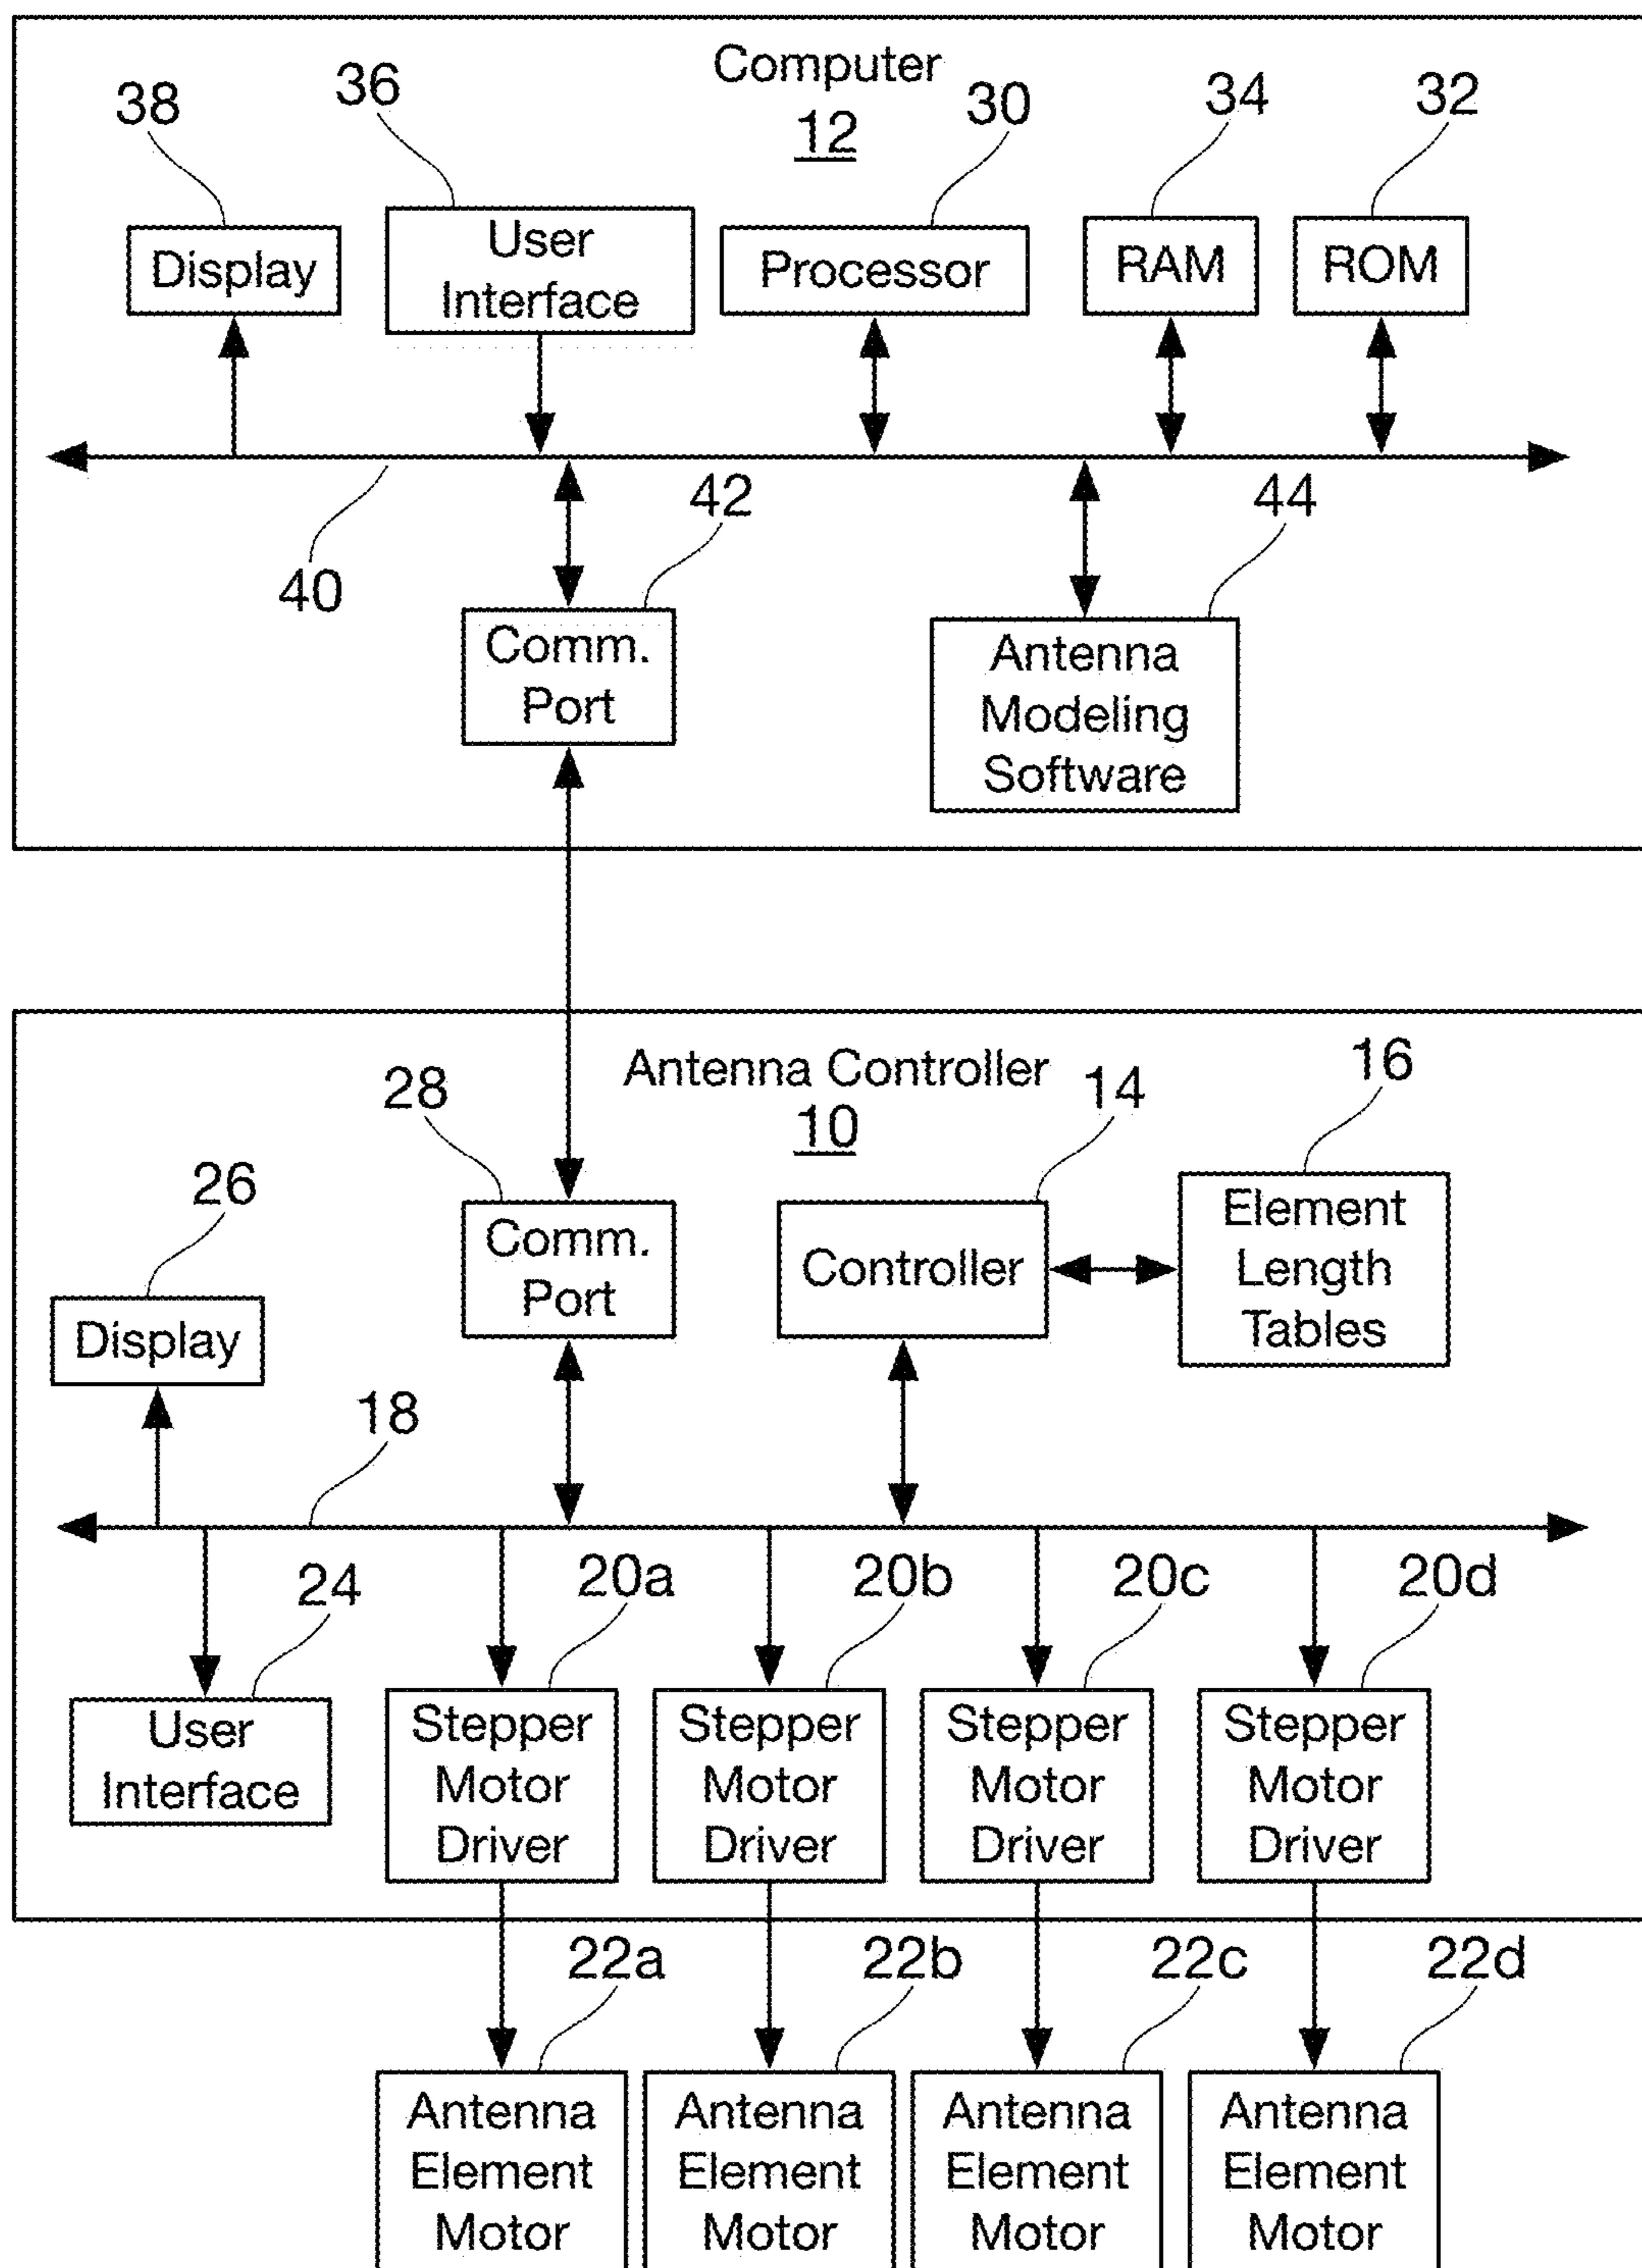 Computer
12
38
36
30
34
32
Display
User
Interface
Processor
RAM
ROM
40
42
44
Comm.
Port
Antenna
Modeling
Software
Antenna Controller
10
28
14
16
26
Comm.
Port
Controller
Element
Length
Tables
Display
18
24
20a
20b
20c
20d
User
Interface
Stepper
Motor
Driver
Stepper
Motor
Driver
Stepper
Motor
Driver
Stepper
Motor
Driver
22a
22b
22c
22d
Antenna
Element
Motor
Antenna
Element
Motor
Antenna
Element
Motor
Antenna
Element
Motor